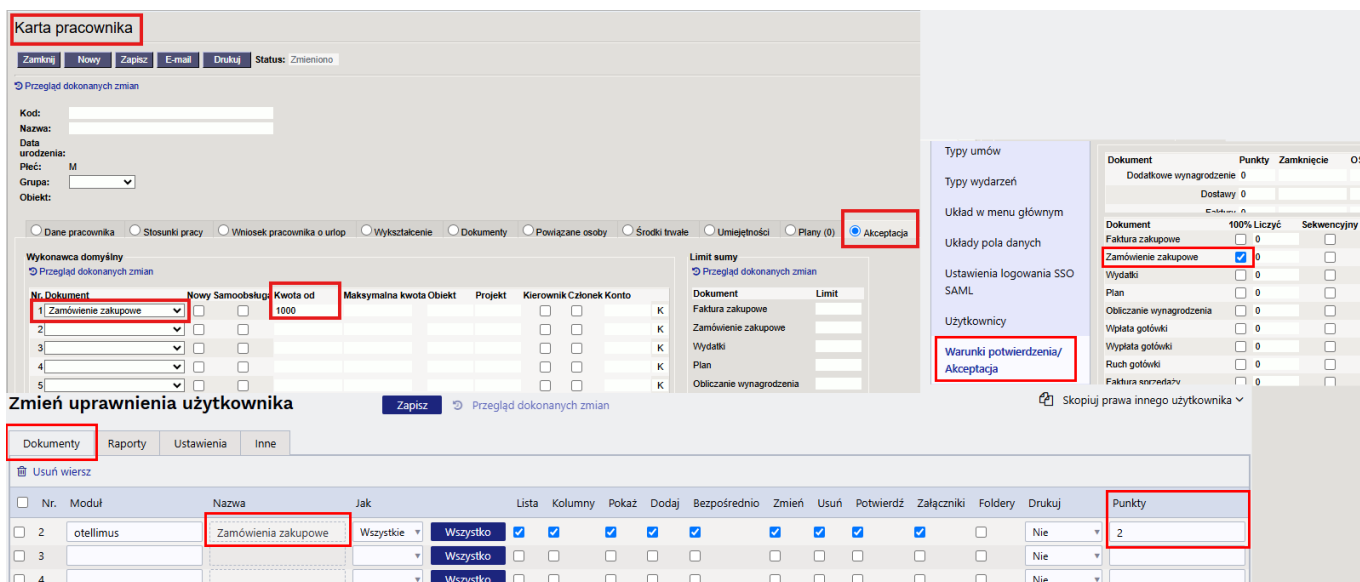 Karta pracownika
Zamknij Nowy Zapisz E-mail Drukuj Status: Zmieniono
Przegląd dokonanych zmian
Kod:
Nazwa:
Data
urodzenia:
Płeć: M
Grupa:
Obiekt:
Dane pracownika Stosunki pracy Wniosek pracownika o urlop Wykształcenie Dokumenty Powiązane osoby Środki trwałe Umiejętności Plany (0) Akceptacja
Wykonawca domyślny
Przegląd dokonanych zmian
Nr. Dokument Nowy Samoobsługa Kwota od Maksymalna kwota Obiekt Projekt Kierownik Członek Konto
1 Zamówienie zakupowe 1000 K
2 K
3 K
4 K
5 K
Limit sumy
Przegląd dokonanych zmian
Dokument Limit
Faktura zakupowe
Zamówienie zakupowe
Wydatki
Plan
Obliczanie wynagrodzenia
Typy umów
Typy wydarzeń
Układ w menu głównym
Układy pola danych
Ustawienia logowania SSO
SAML
Użytkownicy
Warunki potwierdzenia/
Akceptacja
Dokument Punkty Zamknięcie
Dodatkowe wynagrodzenie 0
Dostawy 0
Dokument 100% Liczyć Sekwencyjny
Faktura zakupowe 0
Zamówienie zakupowe 0
Wydatki 0
Plan 0
Obliczanie wynagrodzenia 0
Wpłata gotówki 0
Wypłata gotówki 0
Ruch gotówki 0
Faktura sprzedaży 0
Zmień uprawnienia użytkownika Zapisz Przegląd dokonanych zmian Skopiuj prawa innego użytkownika
Dokumenty Raporty Ustawienia Inne
Usuń wiersz
Nr. Moduł Nazwa Jak Lista Kolumny Pokaż Dodaj Bezpośrednio Zmień Usuń Potwierdź Załączniki Foldery Drukuj Punkty
2 otellimus Zamówienia zakupowe Wszystkie Wszystko Nie 2
3 Wszystko Nie
4 Wszystko Nie